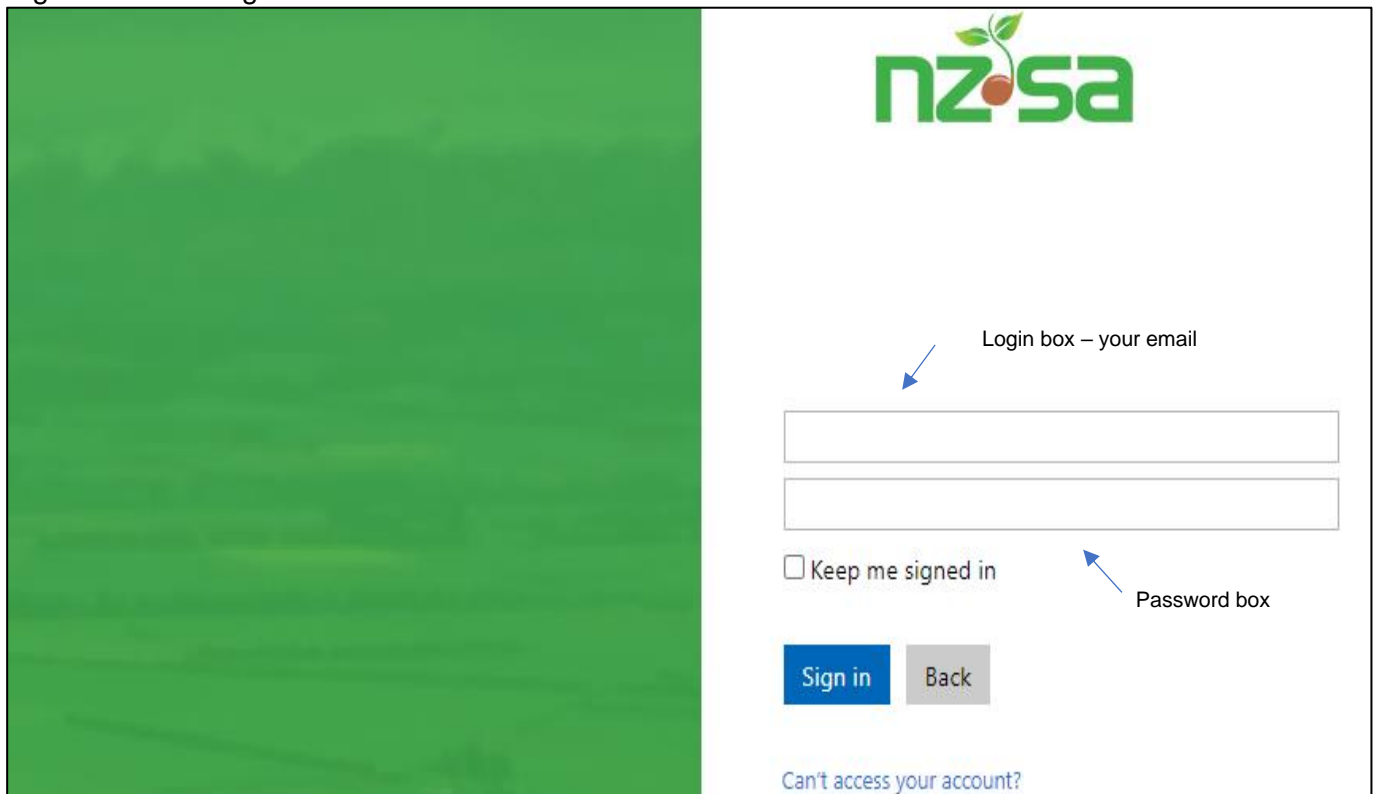 nzsa
Login box – your email
Keep me signed in
Password box
Sign in
Back
Can't access your account?